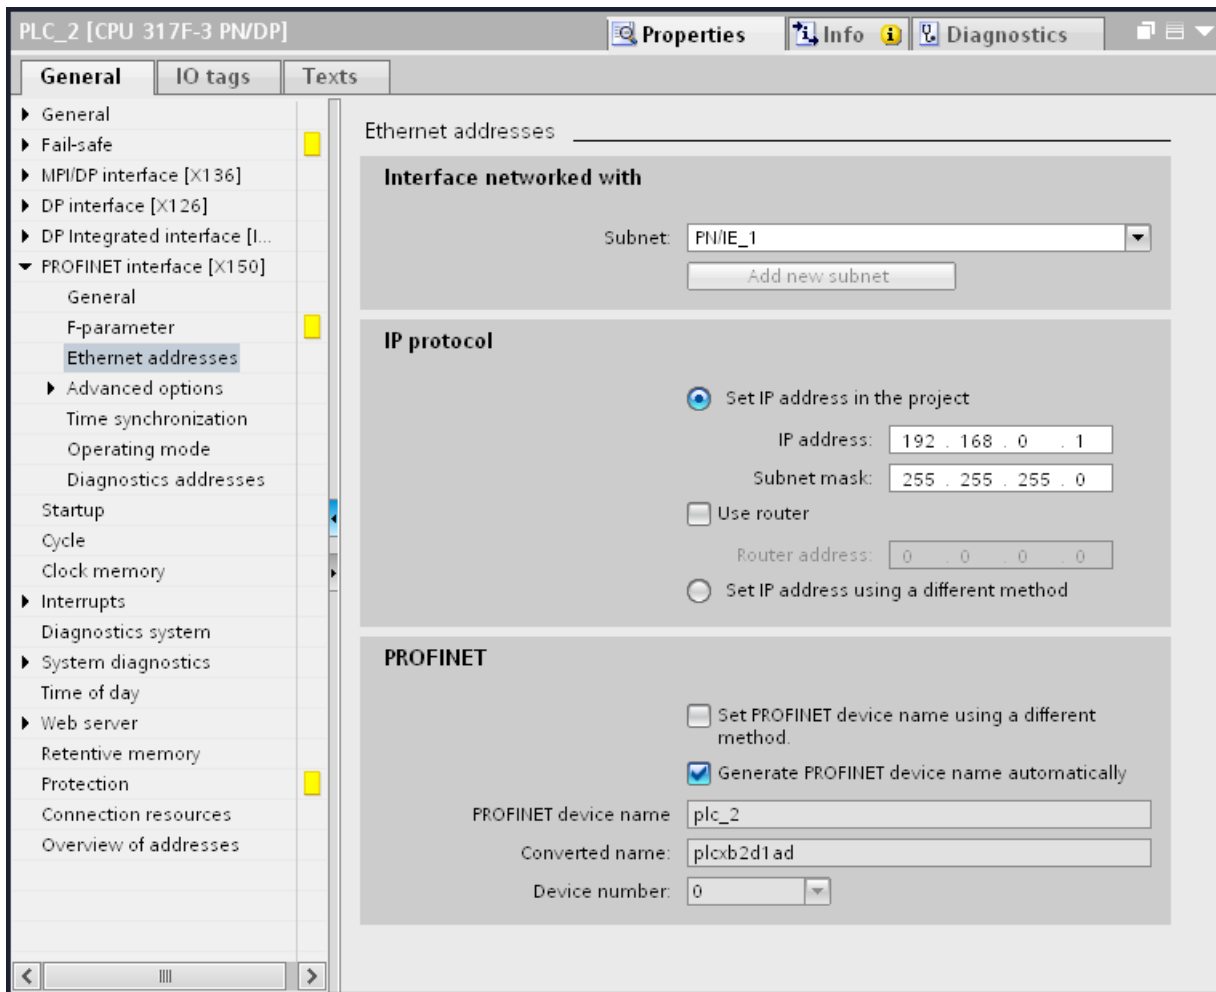 PLC_2 [CPU 317F-3 PN/DP]
Properties
Info
Diagnostics
General
IO tags
Texts
General
Fail-safe
MPI/DP interface [X136]
DP interface [X126]
DP Integrated interface [I...
PROFINET interface [X150]
General
F-parameter
Ethernet addresses
Advanced options
Time synchronization
Operating mode
Diagnostics addresses
Startup
Cycle
Clock memory
Interrupts
Diagnostics system
System diagnostics
Time of day
Web server
Retentive memory
Protection
Connection resources
Overview of addresses
Ethernet addresses
Interface networked with
Subnet: PN/IE_1
Add new subnet
IP protocol
Set IP address in the project
IP address: 192 . 168 . 0 . 1
Subnet mask: 255 . 255 . 255 . 0
Use router
Router address: 0 . 0 . 0 . 0
Set IP address using a different method
PROFINET
Set PROFINET device name using a different
method.
Generate PROFINET device name automatically
PROFINET device name plc_2
Converted name: plcxb2d1ad
Device number: 0